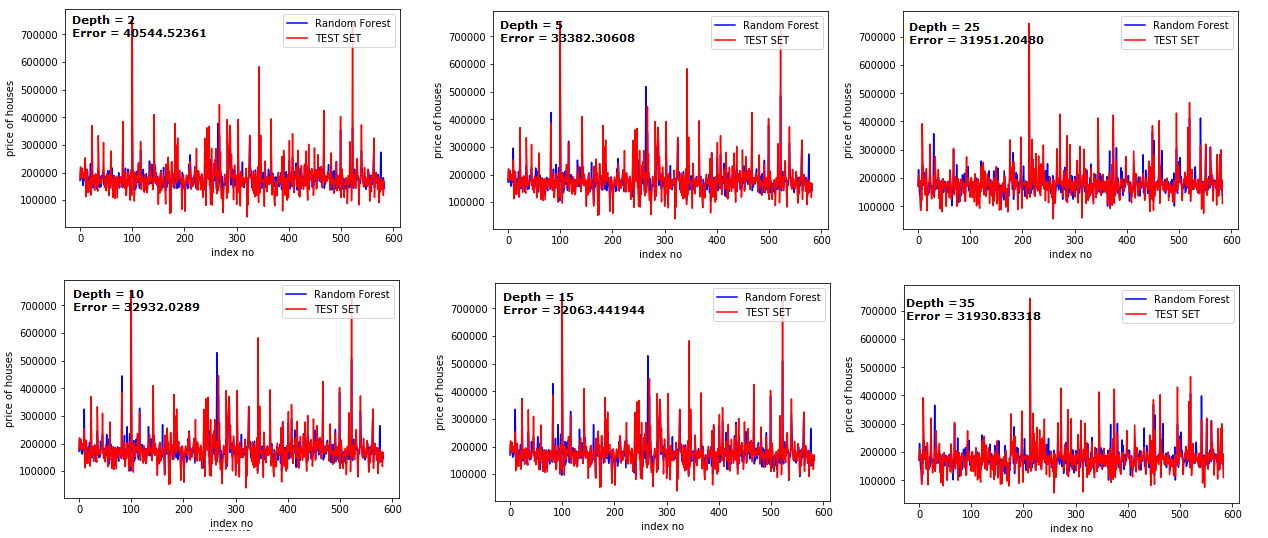 Depth = 2
Error = 40544.52361
Random Forest
TEST SET
price of houses
700000
600000
500000
400000
300000
200000
100000
0 100 200 300 400 500 600
index no
Depth = 5
Error = 33382.30608
Random Forest
TEST SET
price of houses
700000
600000
500000
400000
300000
200000
100000
0 100 200 300 400 500 600
index no
Depth = 25
Error = 31951.20480
Random Forest
TEST SET
price of houses
700000
600000
500000
400000
300000
200000
100000
0 100 200 300 400 500 600
index no
Depth = 10
Error = 32932.0289
Random Forest
TEST SET
price of houses
700000
600000
500000
400000
300000
200000
100000
0 100 200 300 400 500 600
index no
Depth = 15
Error = 32063.441944
Random Forest
TEST SET
price of houses
700000
600000
500000
400000
300000
200000
100000
0 100 200 300 400 500 600
index no
Depth =35
Error = 31930.83318
Random Forest
TEST SET
price of houses
700000
600000
500000
400000
300000
200000
100000
0 100 200 300 400 500 600
index no